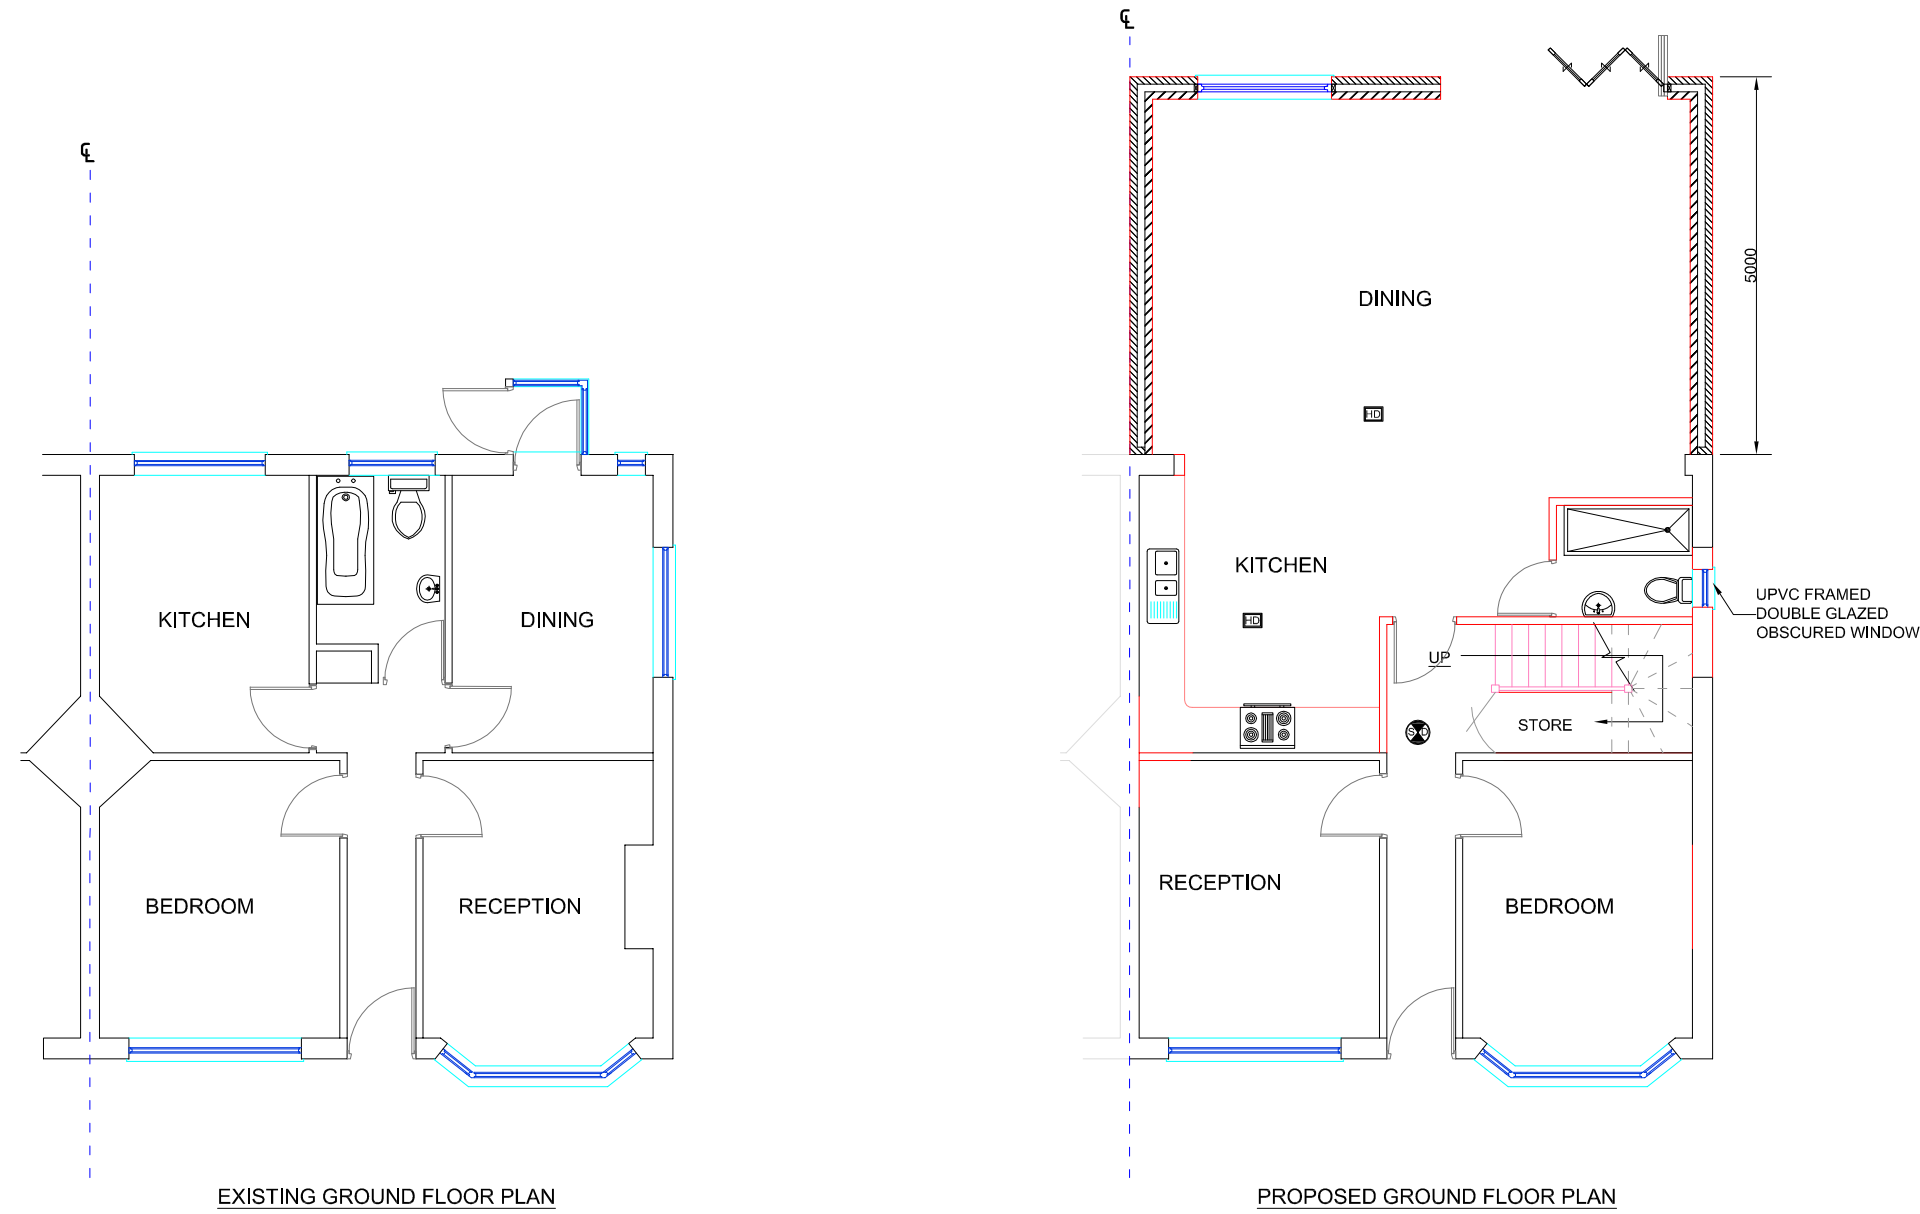 ℄
KITCHEN
DINING
BEDROOM
RECEPTION
EXISTING GROUND FLOOR PLAN
℄
5000
DINING
HD
KITCHEN
HD
UPVC FRAMED
DOUBLE GLAZED
OBSCURED WINDOW
UP
SD
STORE
RECEPTION
BEDROOM
PROPOSED GROUND FLOOR PLAN